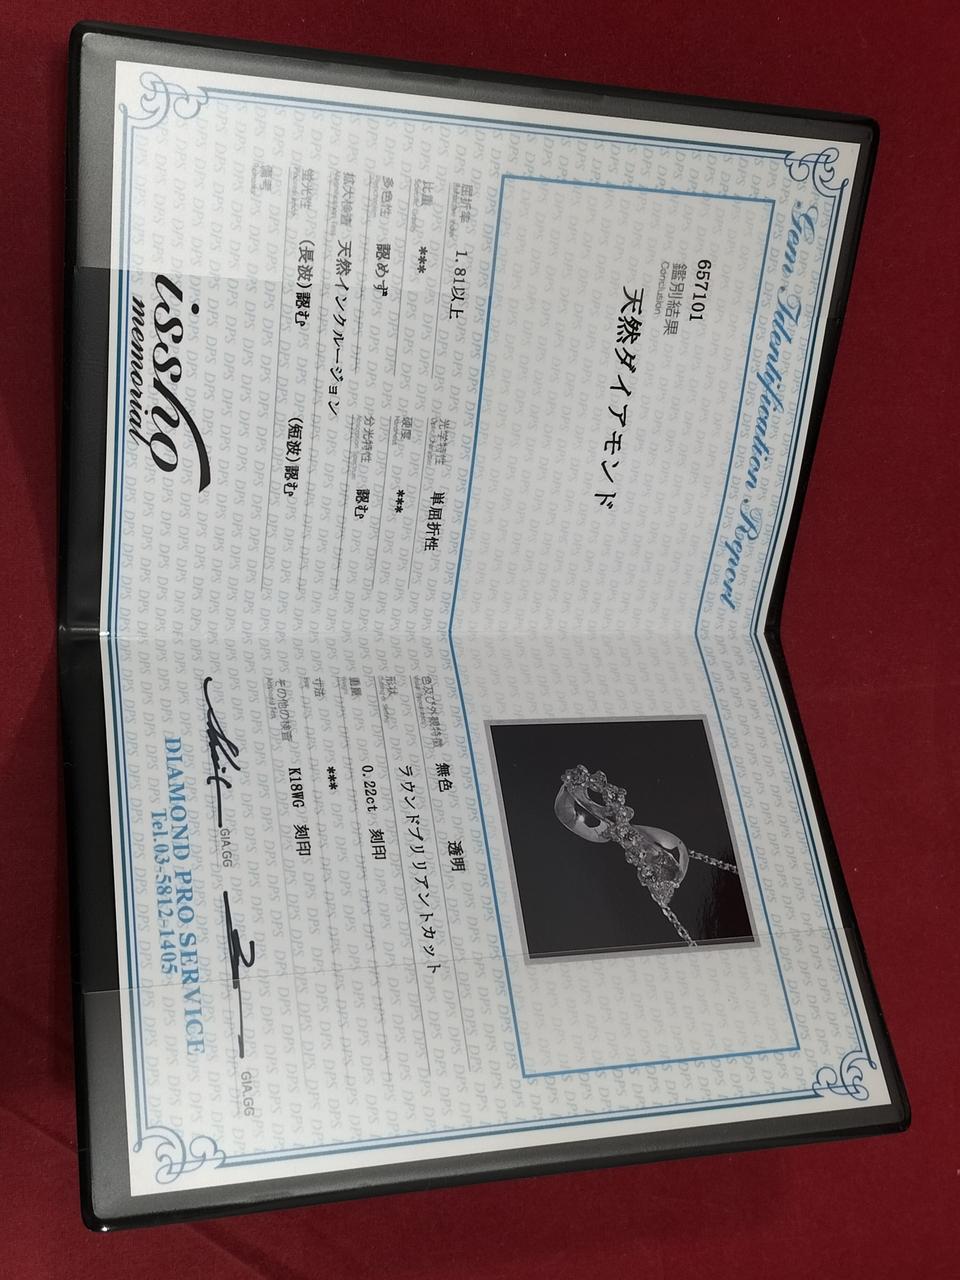 Gem Identification Report
657101
鑑別結果
Conclusion
天然ダイアモンド
屈折率 1.81以上
光学特性 単屈折性
比重 ***
硬度 ***
多色性 認めず
分光特性 認む
拡大検査 天然インクルージョン
蛍光性 (長波)認む (短波)認む
備考
色及び外観特徴 無色 透明
形状 ラウンドブリリアントカット
重量 0.22ct 刻印
寸法 ***
その他の検査 K18WG 刻印
issho
memorial
GIA.GG
GIA.GG
DIAMOND PRO SERVICE
Tel.03-5812-1405